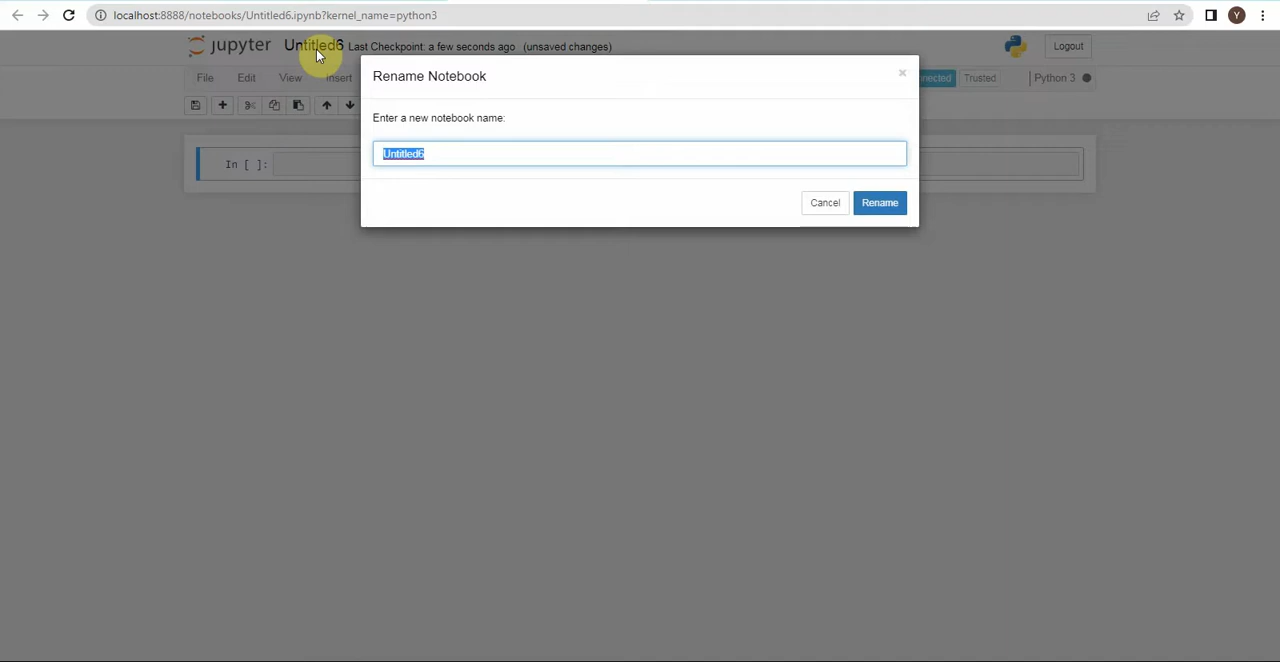 localhost:8888/notebooks/Untitled6.ipynb?kernel_name=python3
Y
jupyter Untitled6 Last Checkpoint: a few seconds ago (unsaved changes)
Logout
File Edit View Insert
Trusted
Python 3
Rename Notebook
×
Enter a new notebook name:
In [ ]:
Untitled6
Cancel
Rename